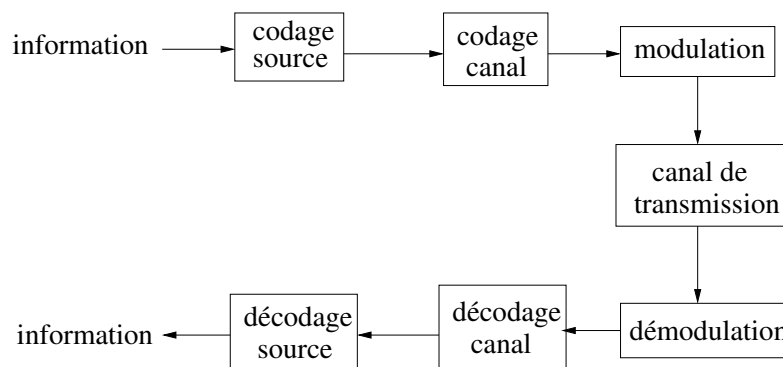 information
codage
source
codage
canal
modulation
canal de
transmission
démodulation
décodage
canal
décodage
source
information